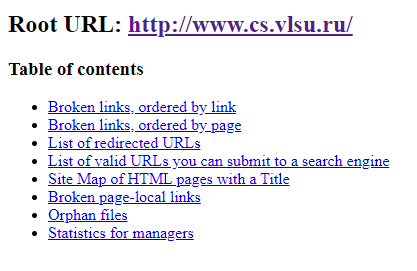 Root URL: http://www.cs.vlsu.ru/
Table of contents
Broken links, ordered by link
Broken links, ordered by page
List of redirected URLs
List of valid URLs you can submit to a search engine
Site Map of HTML pages with a Title
Broken page-local links
Orphan files
Statistics for managers